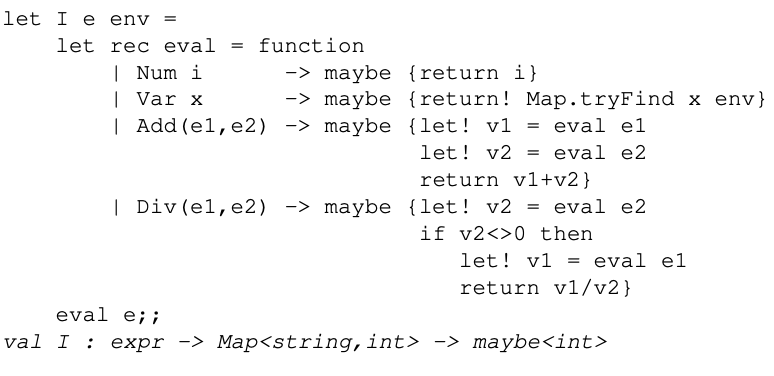 let I e env =
    let rec eval = function
        | Num i      -> maybe {return i}
        | Var x      -> maybe {return! Map.tryFind x env}
        | Add(e1,e2) -> maybe {let! v1 = eval e1
                               let! v2 = eval e2
                               return v1+v2}
        | Div(e1,e2) -> maybe {let! v2 = eval e2
                               if v2<>0 then
                                  let! v1 = eval e1
                                  return v1/v2}
    eval e;;
val I : expr -> Map<string,int> -> maybe<int>